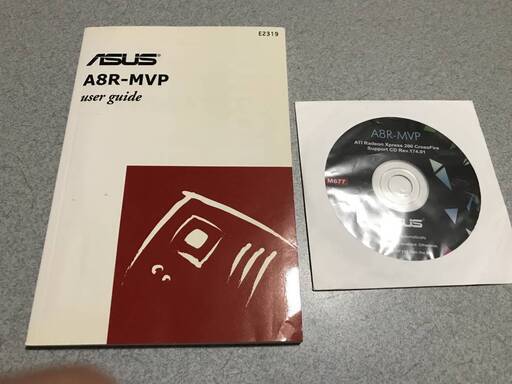 E2319
ASUS
A8R-MVP
user guide
A8R-MVP
ATI Radeon Xpress 200 CrossFire
Support CD Rev.174.01
M677
ASUS